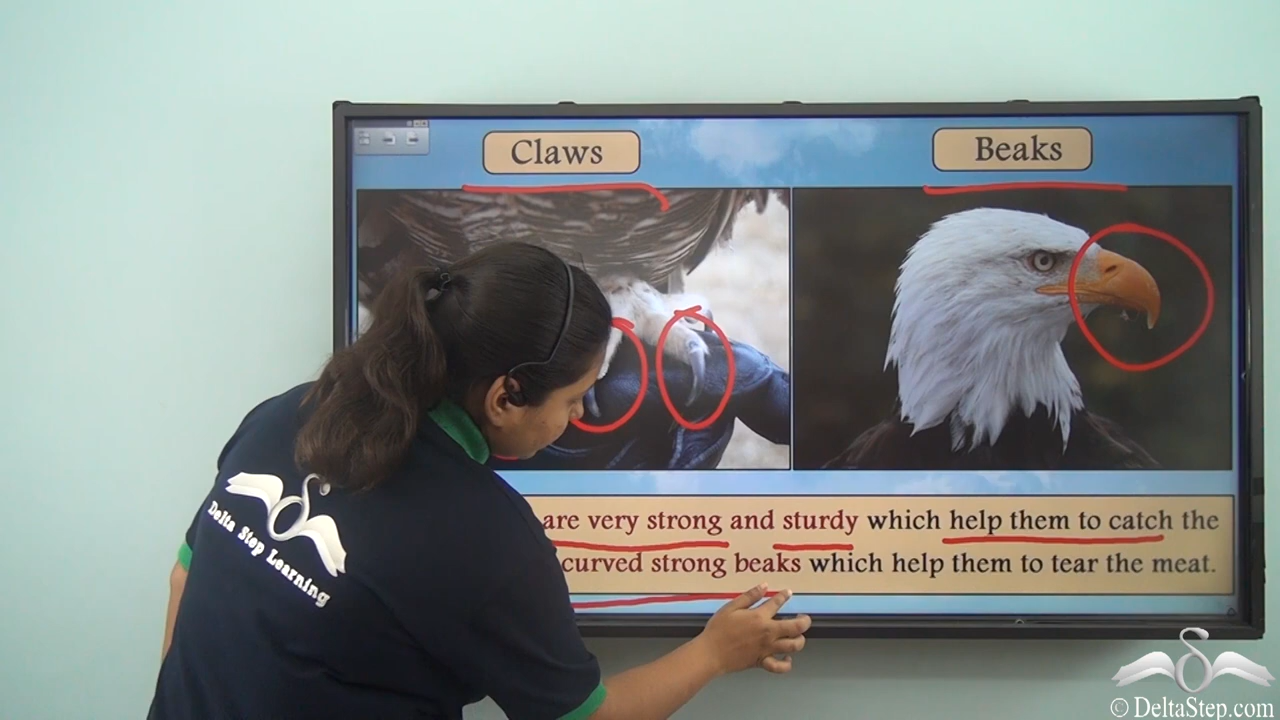 Claws
Beaks
are very strong and sturdy which help them to catch the
curved strong beaks which help them to tear the meat.
Delta Step Learning
© DeltaStep.com